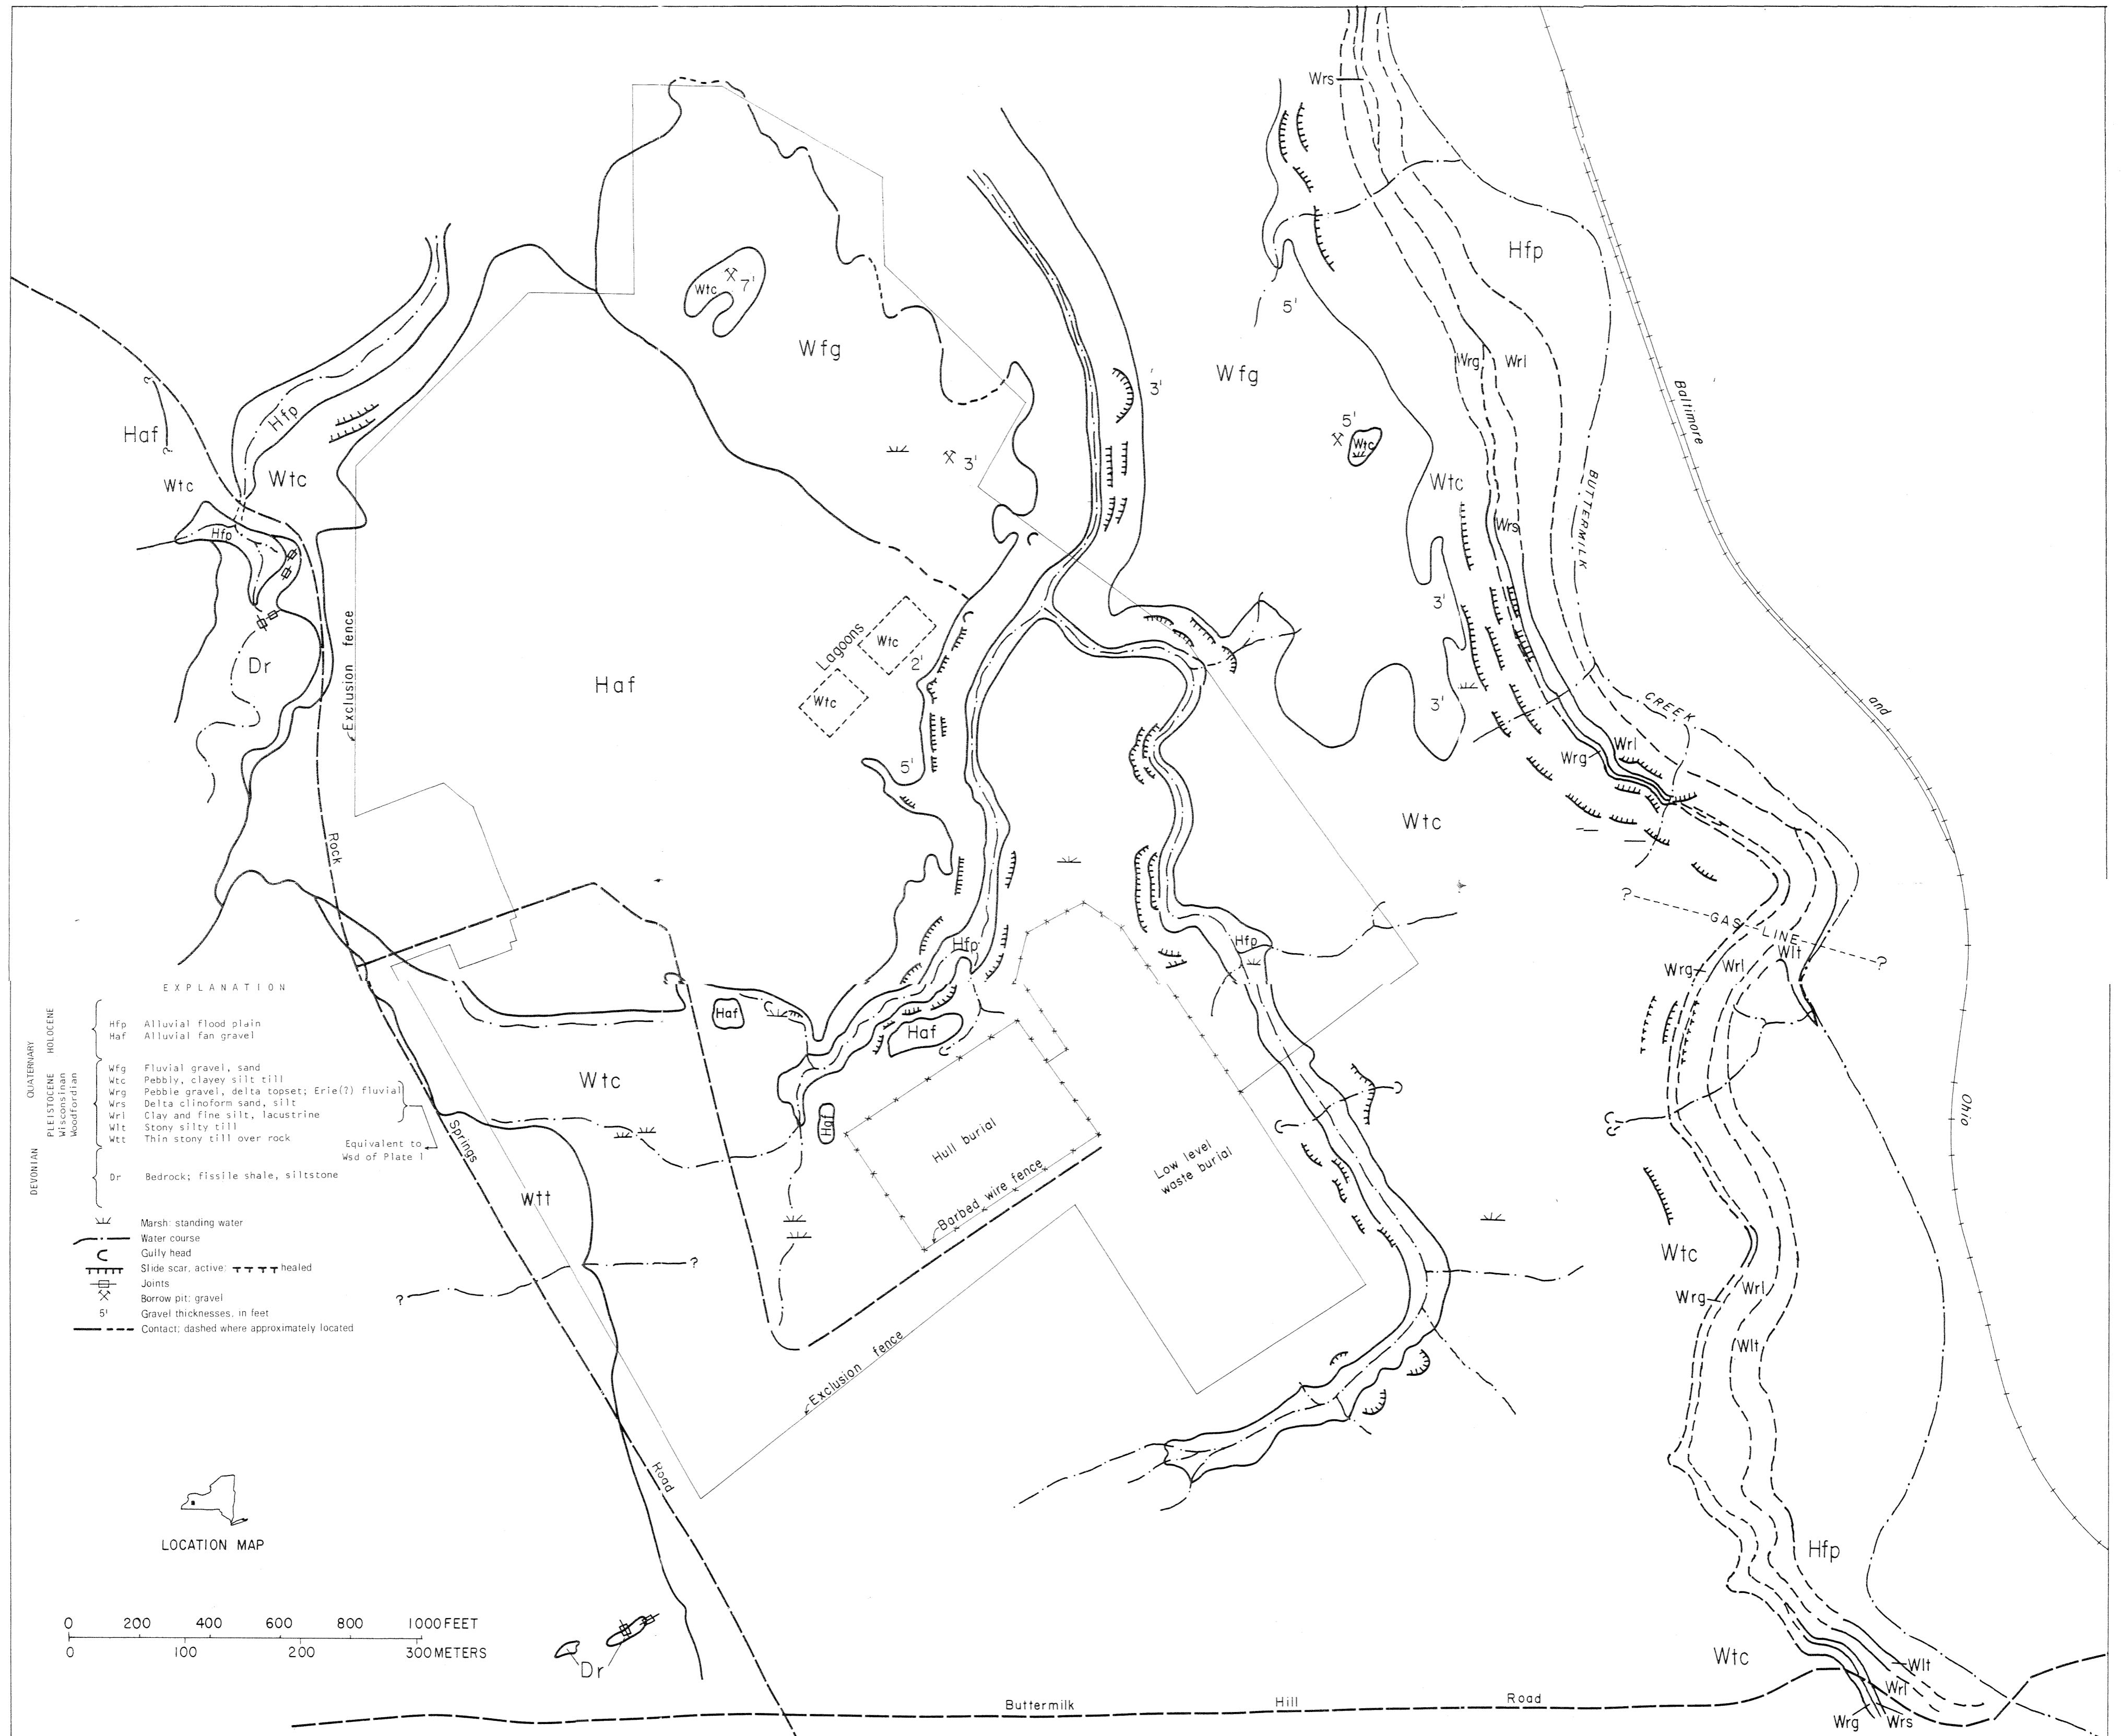 Wrs
Hfp
7'
Wtc
5'
Wfg
Wfg
Wrg
Wrl
3'
Baltimore
Haf
?
?
Hfp
5'
Wtc
3'
Wtc
Wtc
Wtc
BUTTERMILK
Wrs
Hfp
3'
Exclusion fence
Lagoons
Wtc
2'
Wtc
Dr
Haf
3'
CREEK
and
Wrl
Wrg
5'
Wtc
Rock
? GAS LINE ?
Hfp
Hfp
Wlt
Wrl
Wrg
Haf
Haf
Haf
Wtc
Ohio
EXPLANATION
QUATERNARY
HOLOCENE
PLEISTOCENE
Wisconsinan
Woodfordian
DEVONIAN
Hfp Alluvial flood plain
Haf Alluvial fan gravel
Wfg Fluvial gravel, sand
Wtc Pebbly, clayey silt till
Wrg Pebble gravel, delta topset; Erie(?) fluvial
Wrs Delta clinoform sand, silt
Wrl Clay and fine silt, lacustrine
Wlt Stony silty till
Wtt Thin stony till over rock
Equivalent to
Wsd of Plate 1
Dr Bedrock; fissile shale, siltstone
Marsh: standing water
Water course
Gully head
Slide scar, active; healed
Joints
Borrow pit; gravel
5' Gravel thicknesses, in feet
Contact; dashed where approximately located
Springs
Hull burial
Barbed wire fence
Low level
waste burial
Wtt
?
?
Wtc
Wrg
Wrl
Wlt
Exclusion fence
Road
LOCATION MAP
Hfp
0 200 400 600 800 1000 FEET
0 100 200 300 METERS
Dr
Wtc
Wlt
Wrl
Wrg
Wrs
Buttermilk Hill Road